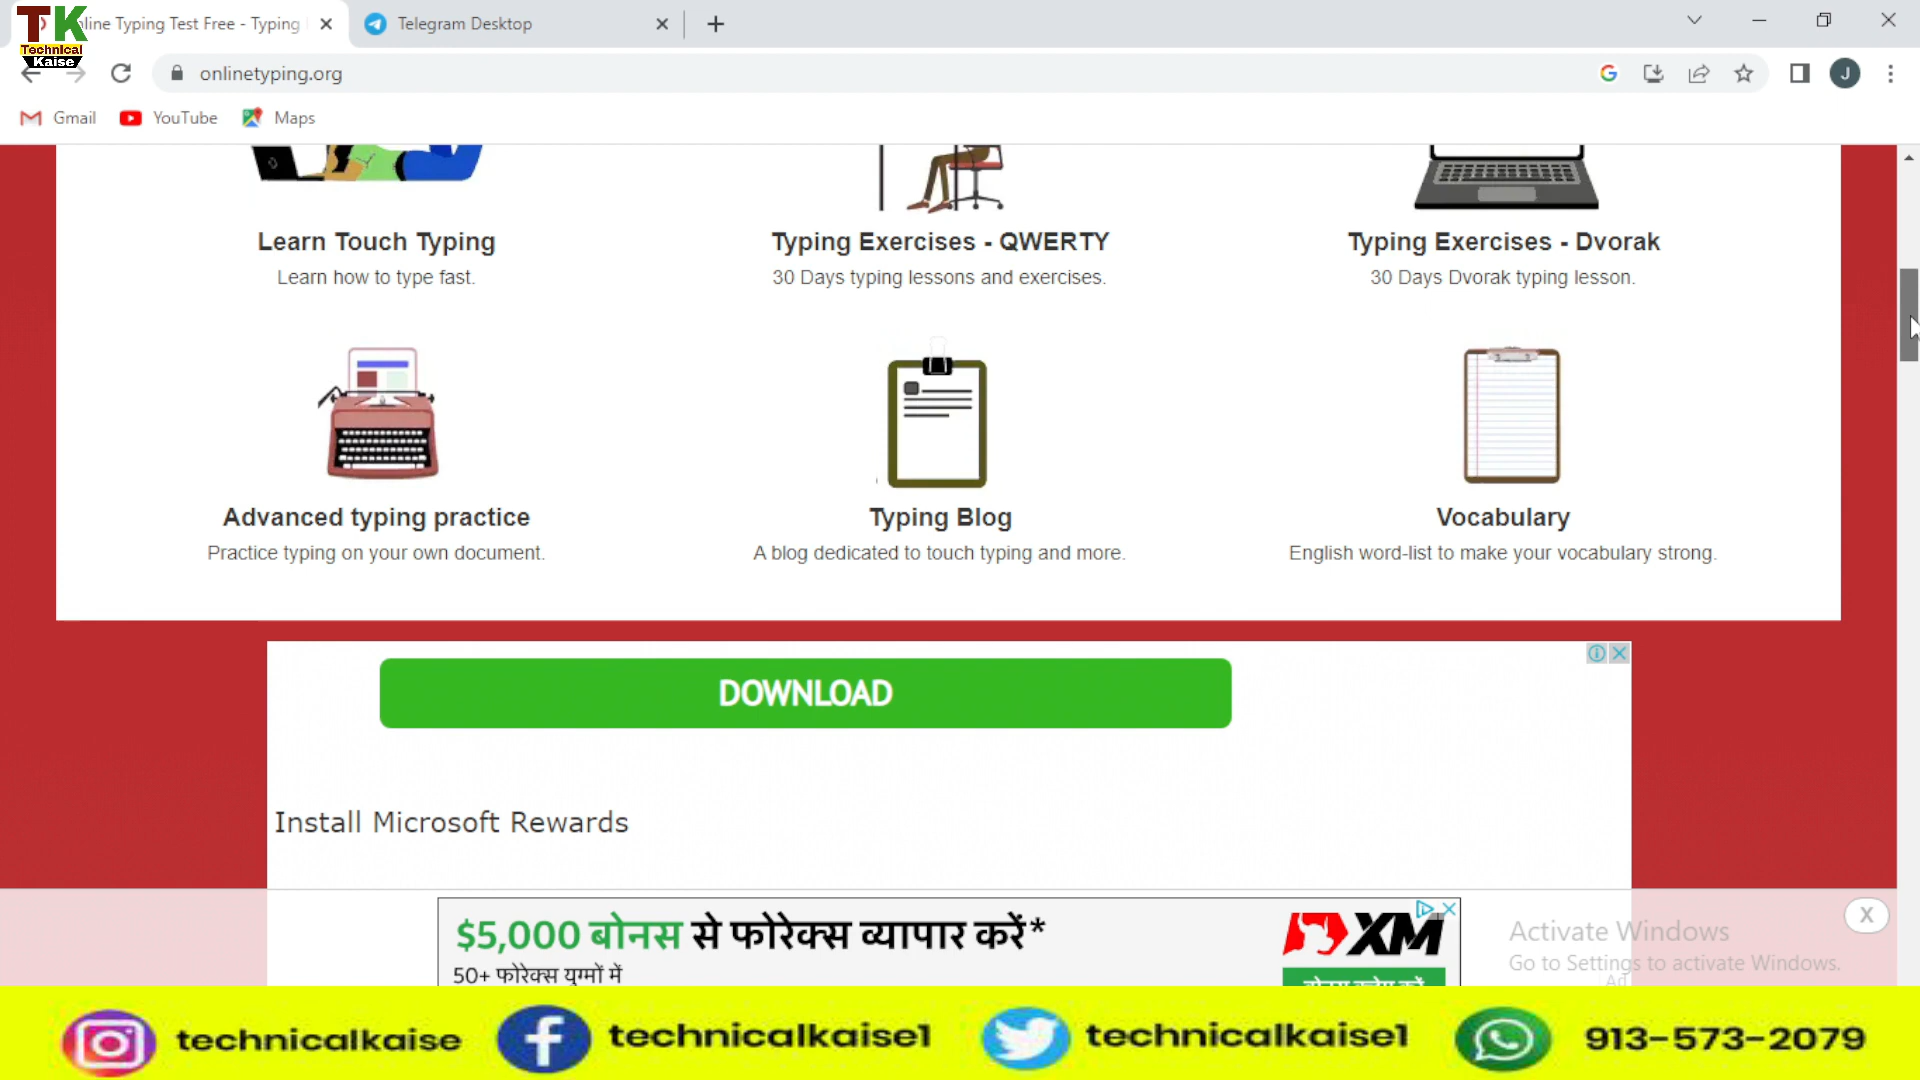 TK
Technical
Kaise
nline Typing Test Free - Typing
Telegram Desktop
onlinetyping.org
J
Gmail
YouTube
Maps
Learn Touch Typing
Typing Exercises - QWERTY
Typing Exercises - Dvorak
Learn how to type fast.
30 Days typing lessons and exercises.
30 Days Dvorak typing lesson.
Advanced typing practice
Typing Blog
Vocabulary
Practice typing on your own document.
A blog dedicated to touch typing and more.
English word-list to make your vocabulary strong.
DOWNLOAD
Install Microsoft Rewards
$5,000 बोनस से फोरेक्स व्यापार करें*
50+ फोरेक्स युग्मों में
XM
X
Activate Windows
Go to Settings to activate Windows.
Ad
technicalkaise
technicalkaise1
technicalkaise1
913-573-2079